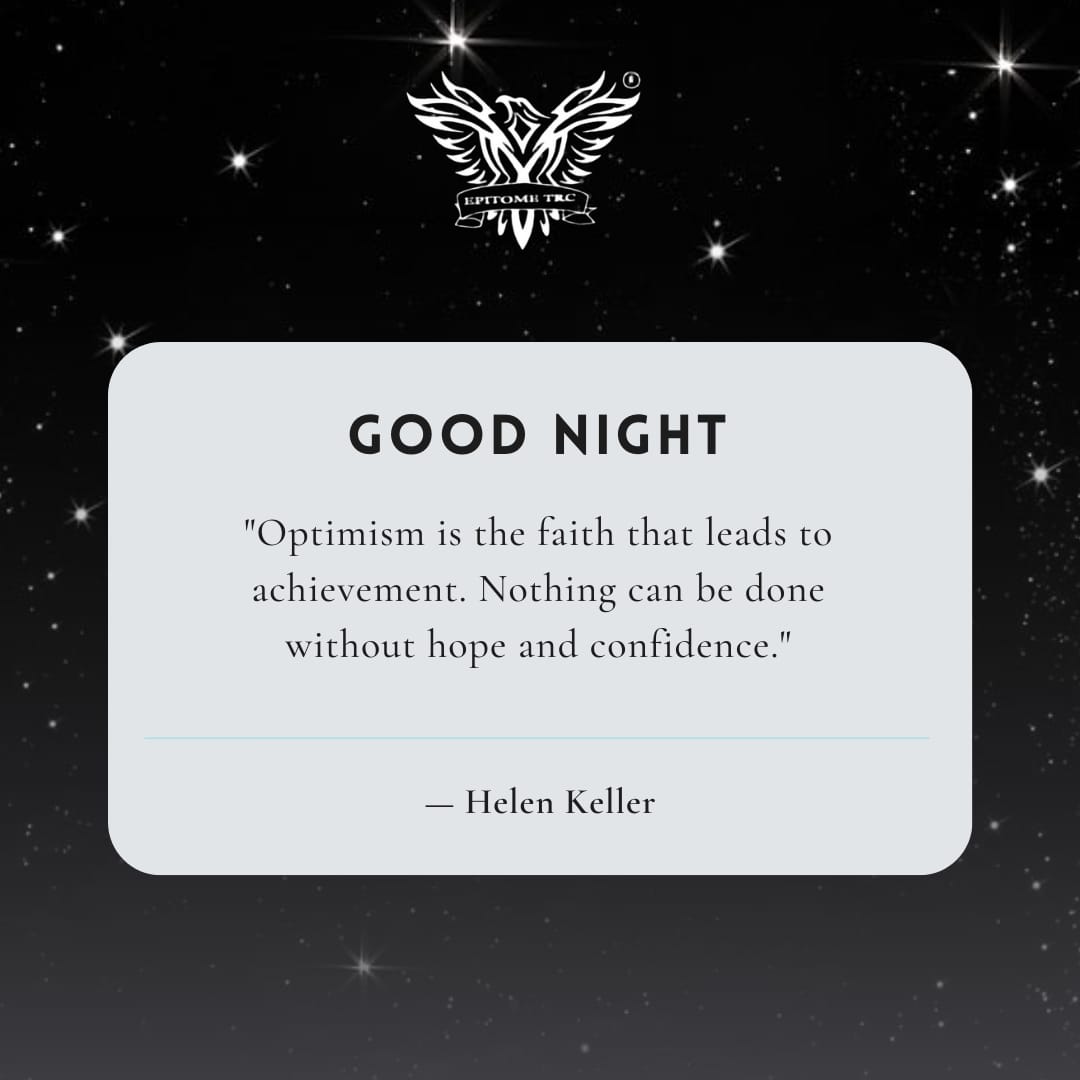 EPITOME TRC
GOOD NIGHT
"Optimism is the faith that leads to
achievement. Nothing can be done
without hope and confidence."
— Helen Keller